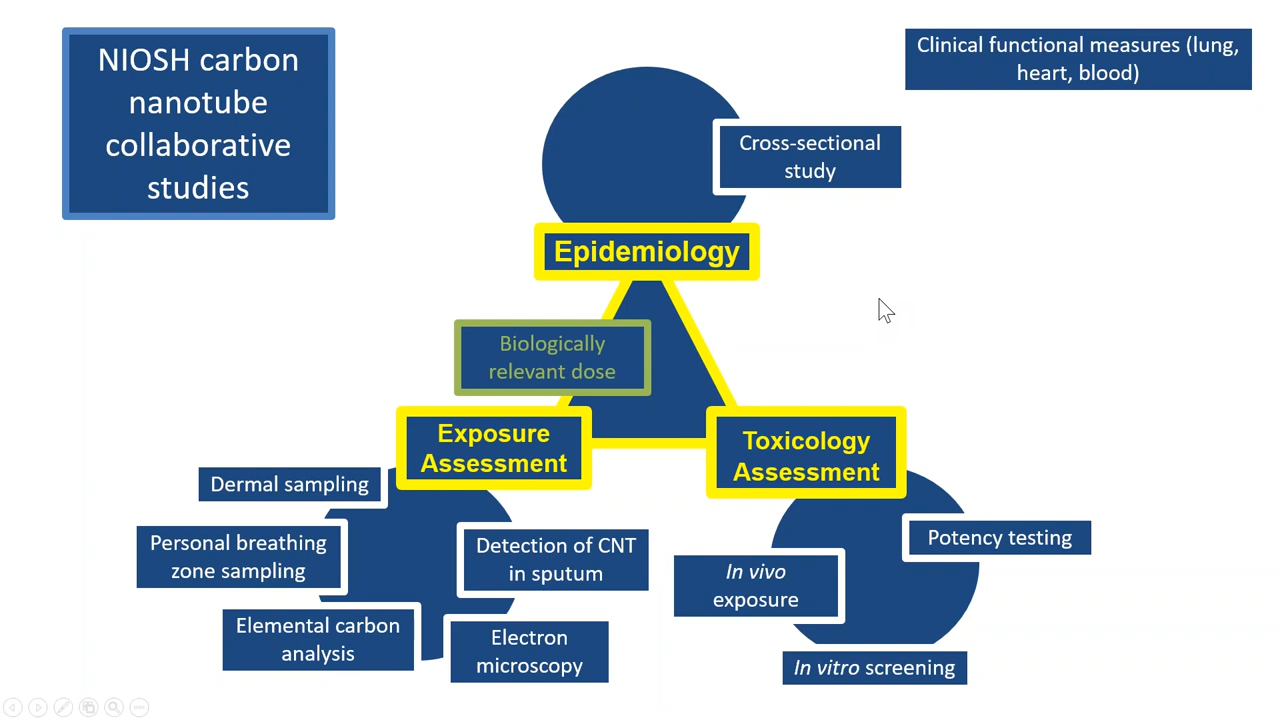 NIOSH carbon
nanotube
collaborative
studies
Clinical functional measures (lung,
heart, blood)
Cross-sectional
study
Epidemiology
Biologically
relevant dose
Exposure
Assessment
Toxicology
Assessment
Dermal sampling
Personal breathing
zone sampling
Detection of CNT
in sputum
Elemental carbon
analysis
Electron
microscopy
Potency testing
In vivo
exposure
In vitro screening